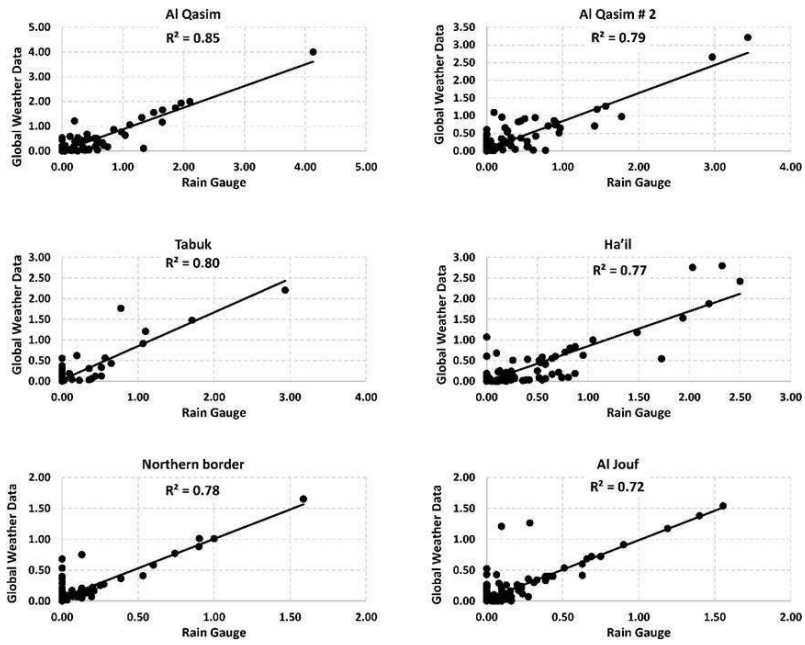 Al Qasim
R² = 0.85
Global Weather Data
5.00
4.00
3.00
2.00
1.00
0.00
0.00 1.00 2.00 3.00 4.00 5.00
Rain Gauge
Al Qasim # 2
R² = 0.79
Global Weather Data
3.50
3.00
2.50
2.00
1.50
1.00
0.50
0.00
0.00 1.00 2.00 3.00 4.00
Rain Gauge
Tabuk
R² = 0.80
Global Weather Data
3.00
2.50
2.00
1.50
1.00
0.50
0.00
0.00 1.00 2.00 3.00 4.00
Rain Gauge
Ha’il
R² = 0.77
Global Weather Data
3.00
2.50
2.00
1.50
1.00
0.50
0.00
0.00 0.50 1.00 1.50 2.00 2.50 3.00
Rain Gauge
Northern border
R² = 0.78
Global Weather Data
2.00
1.50
1.00
0.50
0.00
0.00 0.50 1.00 1.50 2.00
Rain Gauge
Al Jouf
R² = 0.72
Global Weather Data
2.00
1.50
1.00
0.50
0.00
0.00 0.50 1.00 1.50 2.00
Rain Gauge